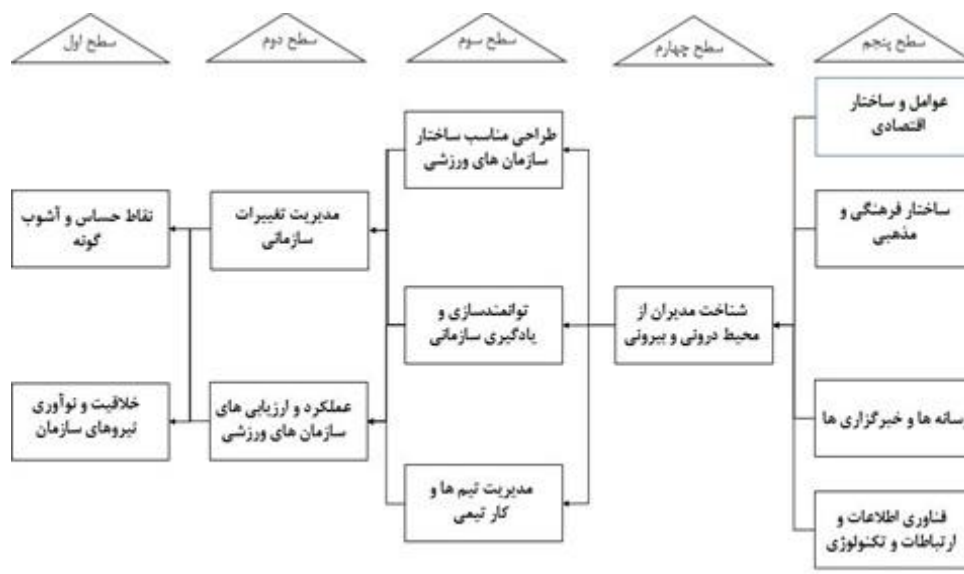 سطح پنجم
سطح چهارم
سطح سوم
سطح دوم
سطح اول
عوامل و ساختار
اقتصادی
ساختار فرهنگی و
مذهبی
رسانه ها و خبرگزاری ها
فناوری اطلاعات و
ارتباطات و تکنولوژی
شناخت مدیران از
محیط درونی و بیرونی
طراحی مناسب ساختار
سازمان های ورزشی
توانمندسازی و
یادگیری سازمانی
مدیریت تیم ها و
کار تیمی
مدیریت تغییرات
سازمانی
عملکرد و ارزیابی های
سازمان های ورزشی
نقاط حساس و آشوب
گونه
خلاقیت و نوآوری
نیروهای سازمان